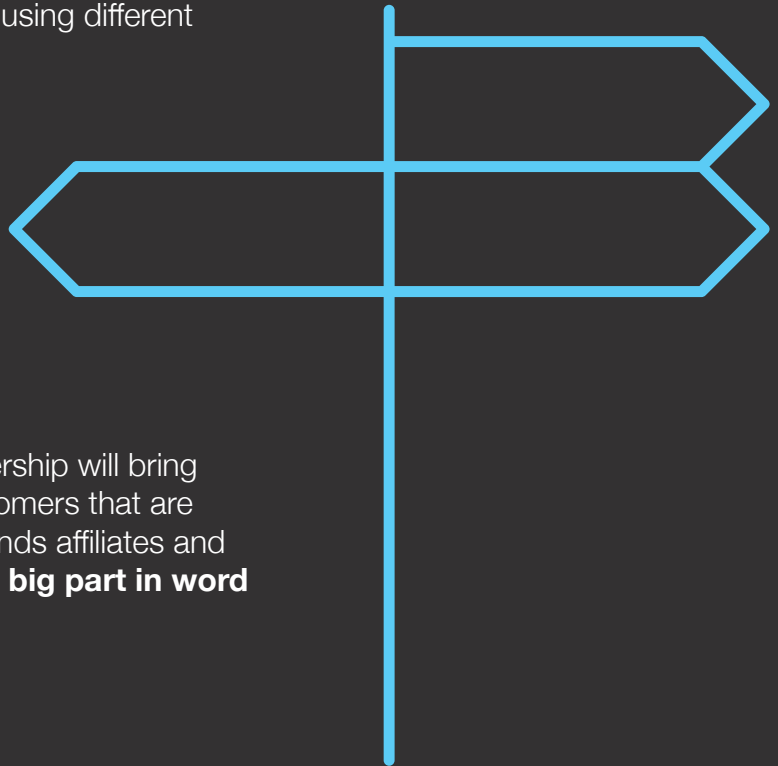 using different
ership will bring
omers that are
nds affiliates and
big part in word